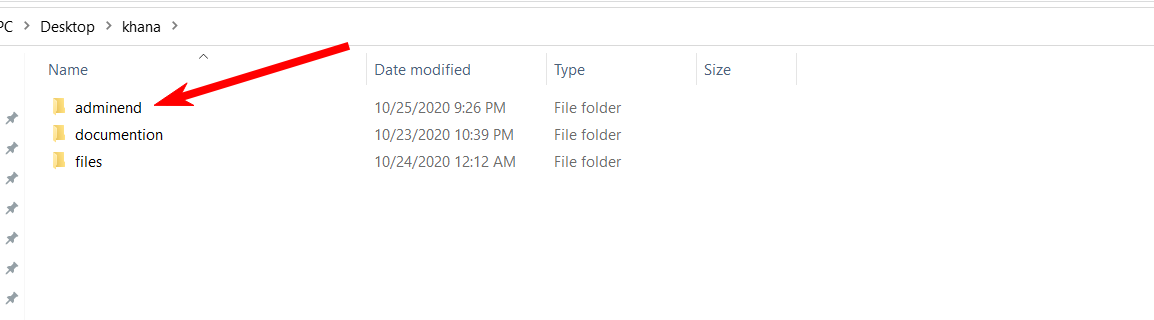 PC > Desktop > khana >
Name Date modified Type Size
adminend 10/25/2020 9:26 PM File folder
documention 10/23/2020 10:39 PM File folder
files 10/24/2020 12:12 AM File folder